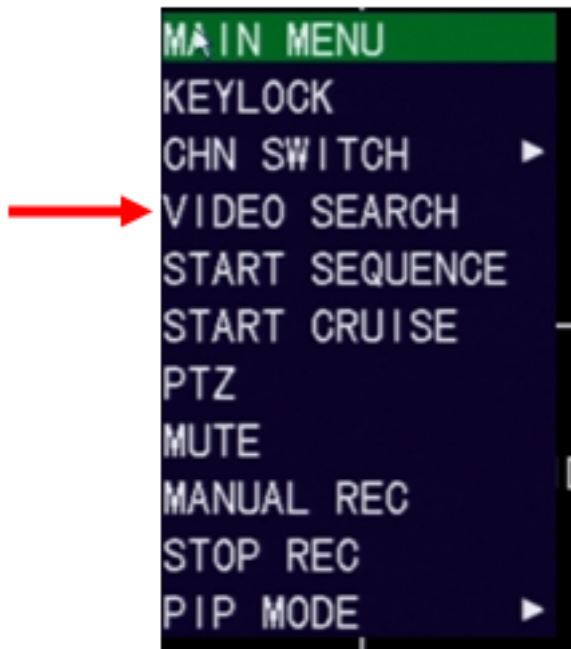 MAIN MENU
KEYLOCK
CHN SWITCH
VIDEO SEARCH
START SEQUENCE
START CRUISE
PTZ
MUTE
MANUAL REC
STOP REC
PIP MODE